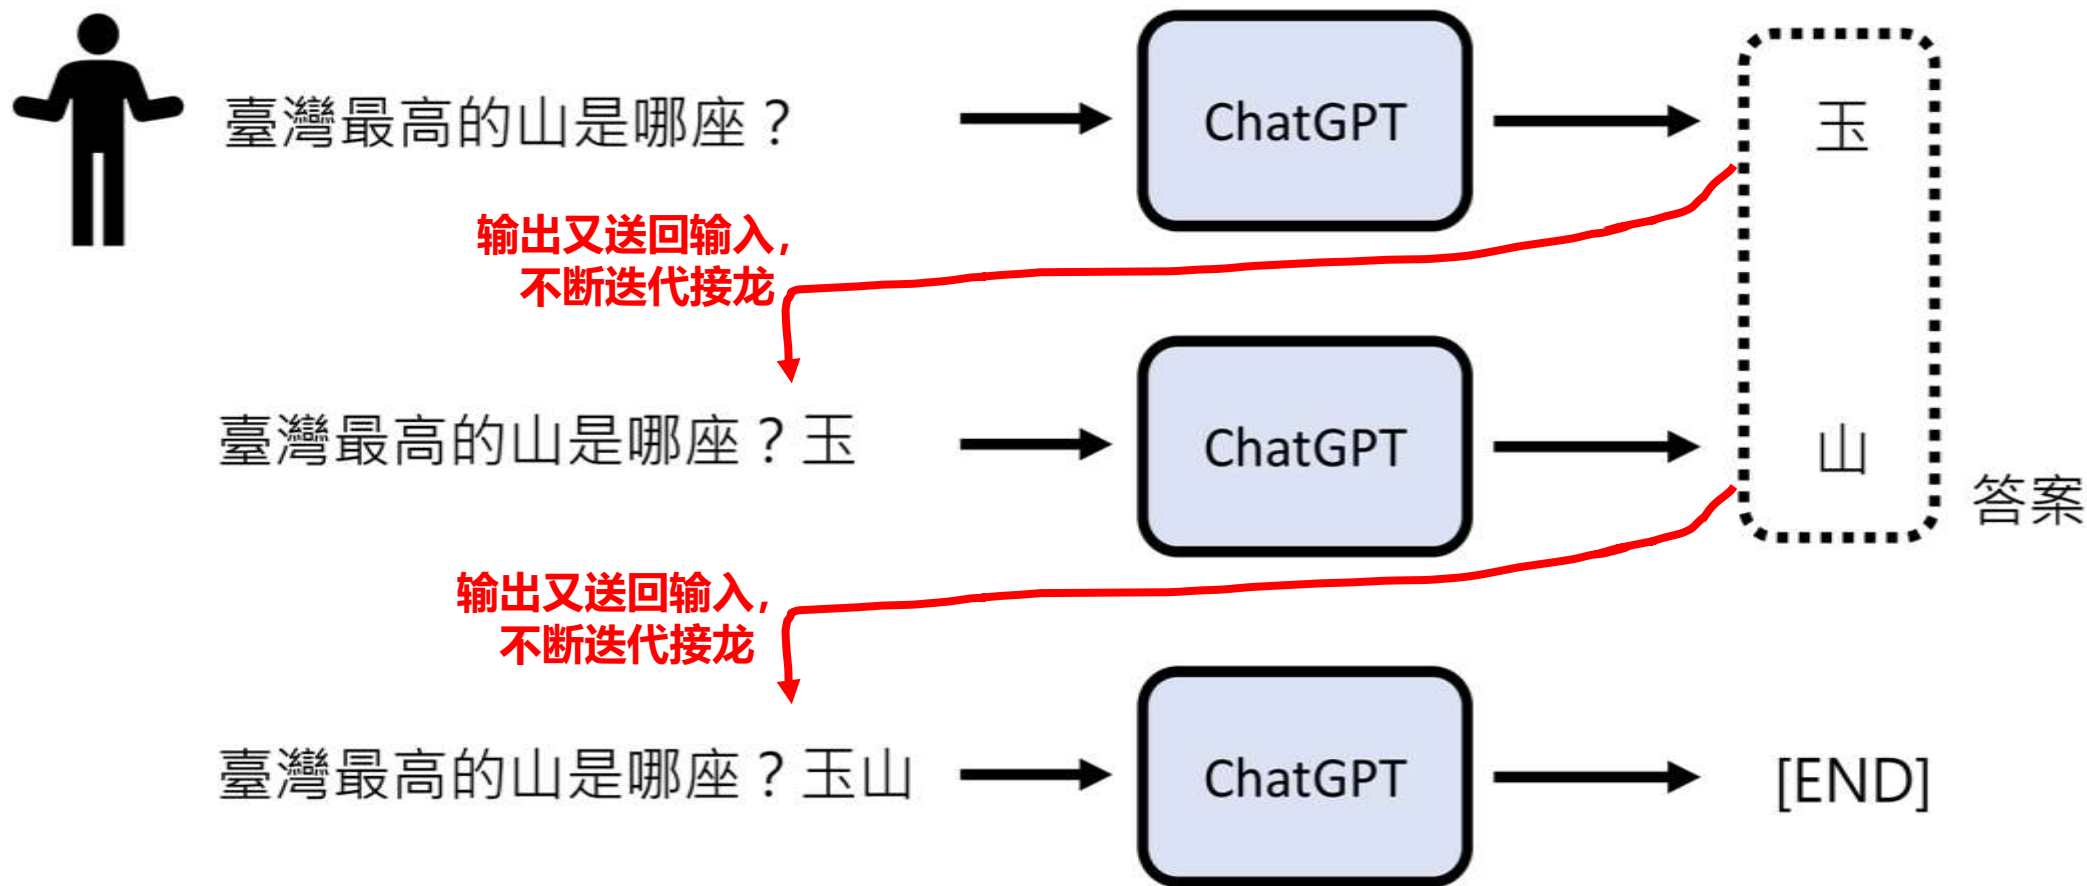 臺灣最高的山是哪座？
ChatGPT
玉
输出又送回输入，
不断迭代接龙
臺灣最高的山是哪座？玉
ChatGPT
山
答案
输出又送回输入，
不断迭代接龙
臺灣最高的山是哪座？玉山
ChatGPT
[END]